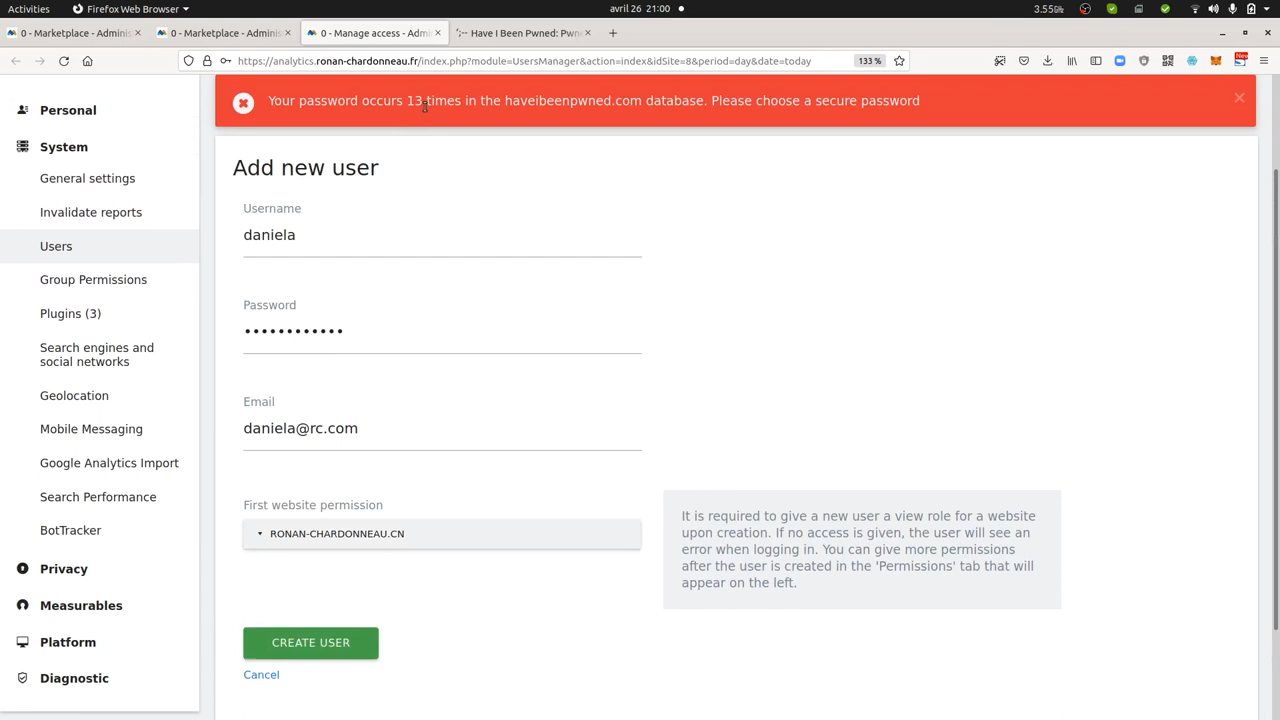 Activities
Firefox Web Browser
avril 26 21:00
3.55%
0 - Marketplace - Adminis
0 - Marketplace - Adminis
0 - Manage access - Admi
Have I Been Pwned: Pwn
https://analytics.ronan-chardonneau.fr/index.php?module=UsersManager&action=index&idSite=8&period=day&date=today
133 %
New
Your password occurs 13 times in the haveibeenpwned.com database. Please choose a secure password
Personal
System
General settings
Invalidate reports
Users
Group Permissions
Plugins (3)
Search engines and
social networks
Geolocation
Mobile Messaging
Google Analytics Import
Search Performance
BotTracker
Privacy
Measurables
Platform
Diagnostic
Add new user
Username
daniela
Password
••••••••••••
Email
daniela@rc.com
First website permission
RONAN-CHARDONNEAU.CN
It is required to give a new user a view role for a website
upon creation. If no access is given, the user will see an
error when logging in. You can give more permissions
after the user is created in the 'Permissions' tab that will
appear on the left.
CREATE USER
Cancel